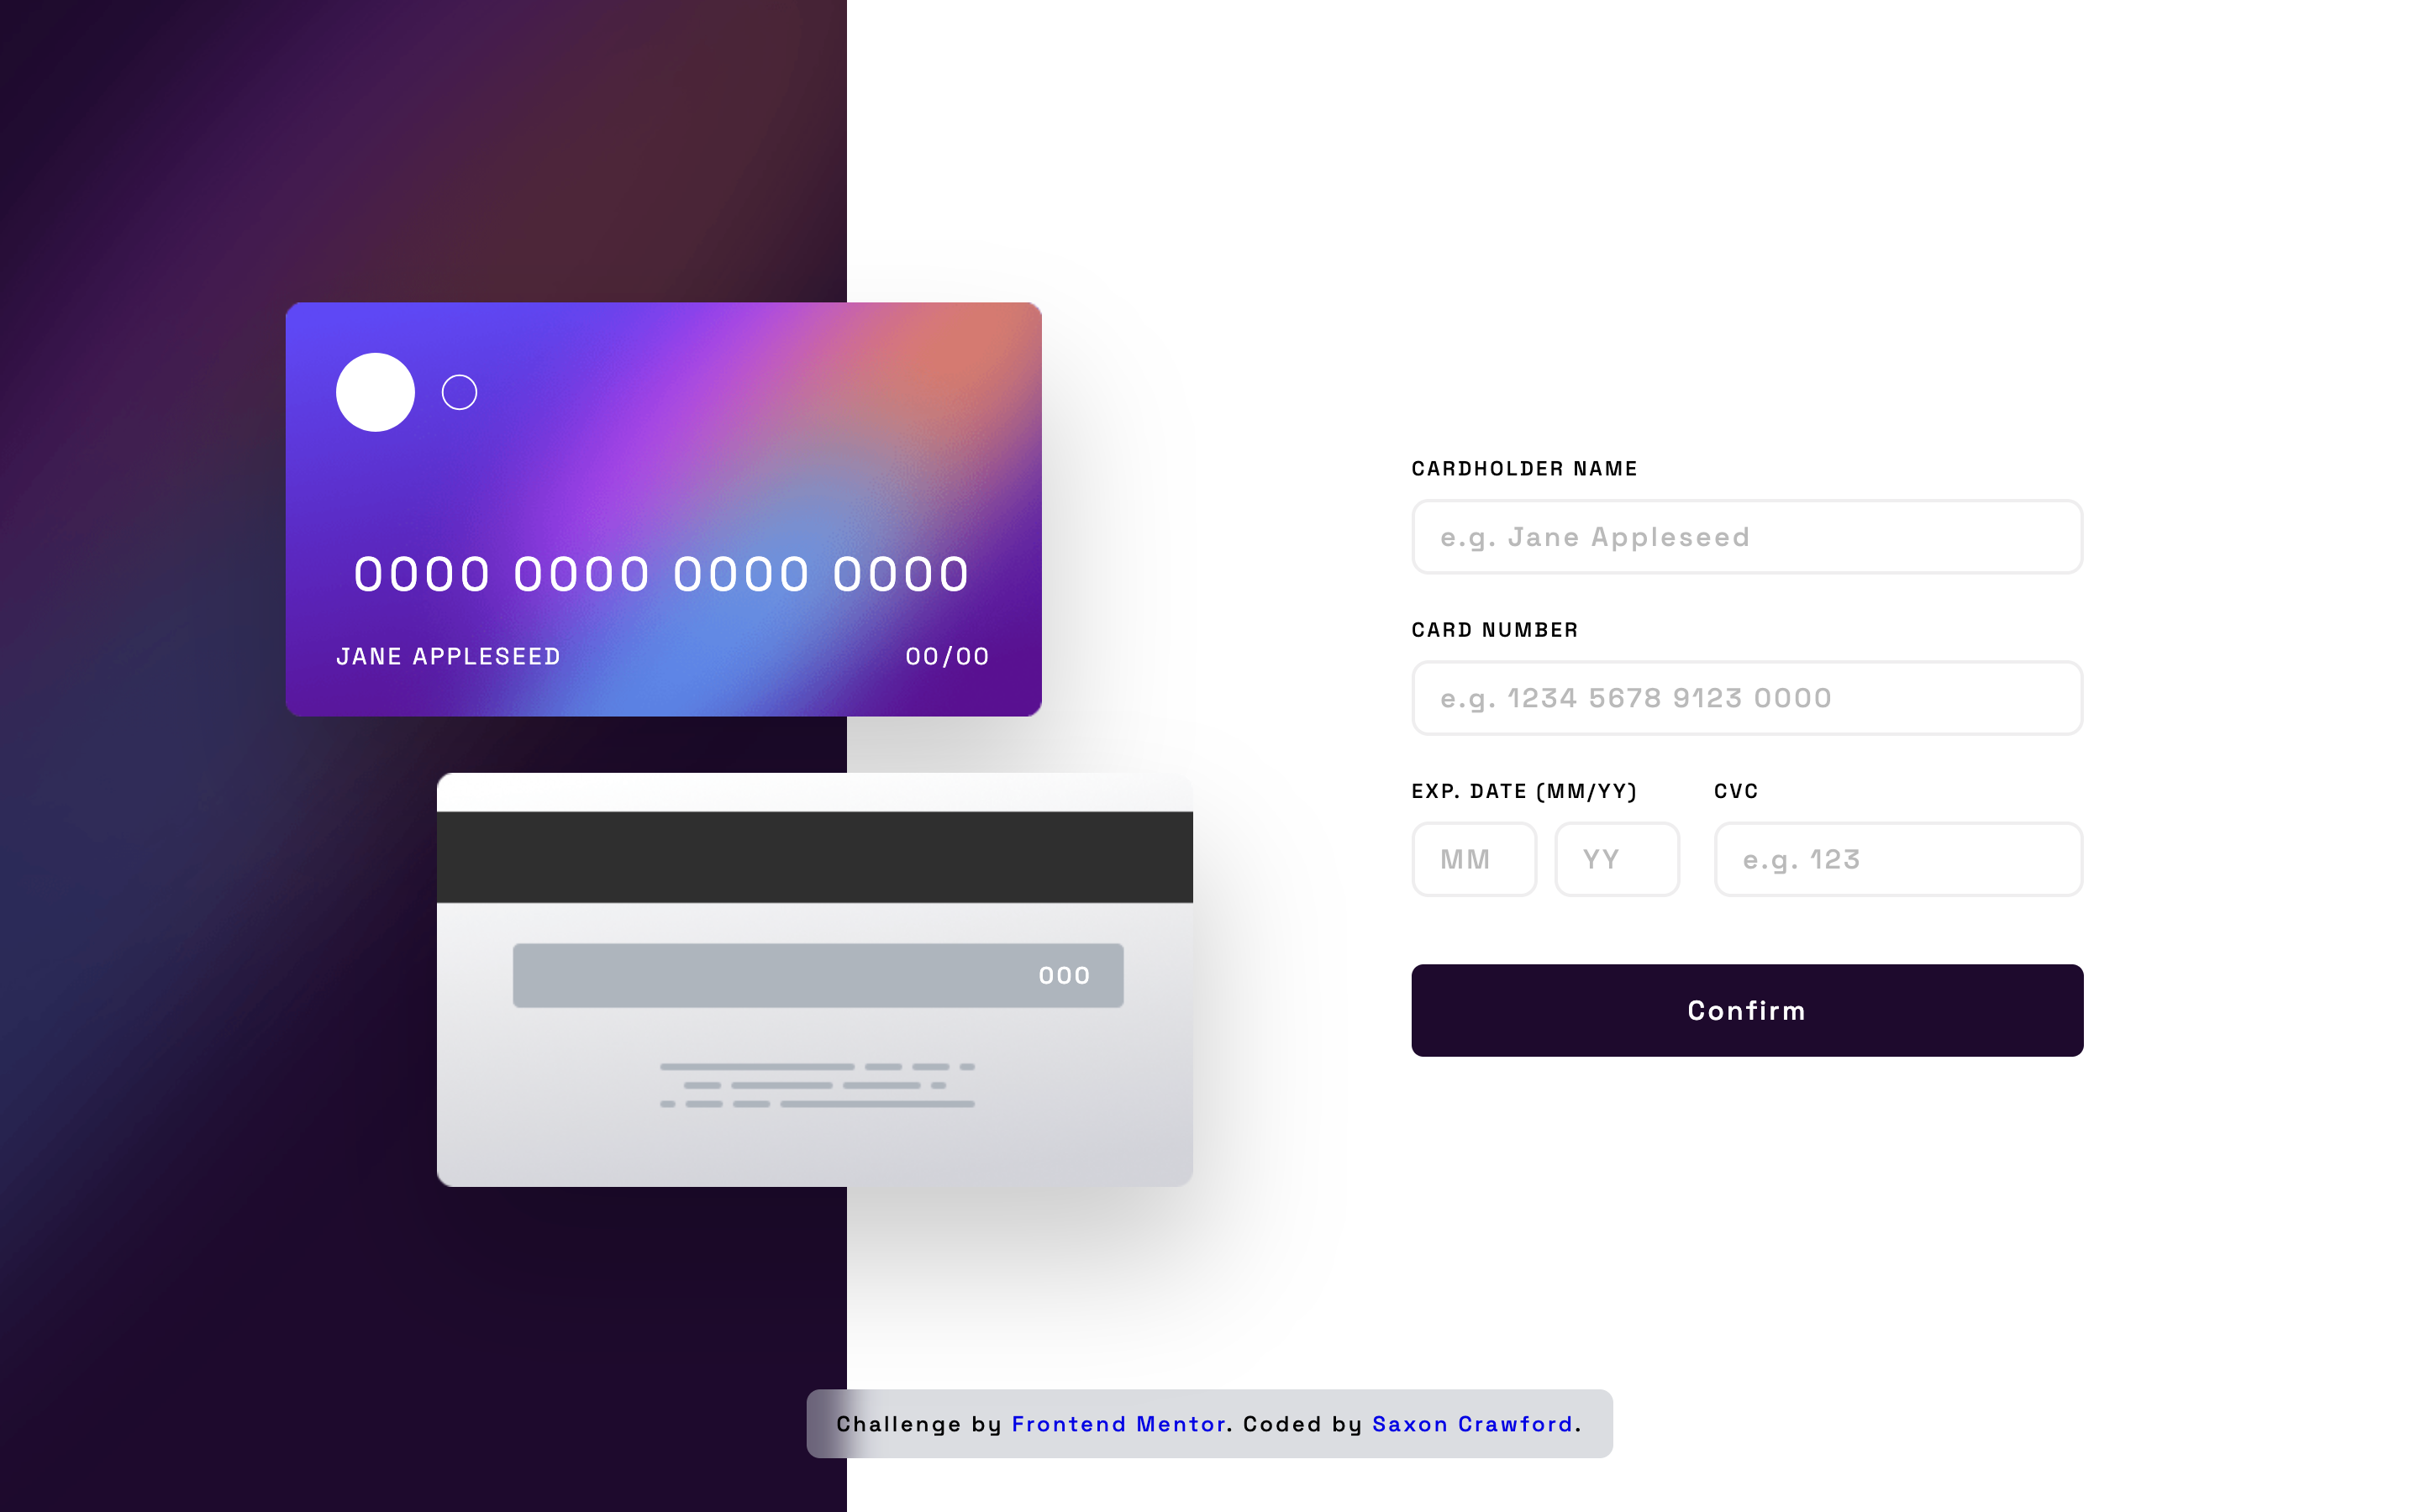 0000 0000 0000 0000
JANE APPLESEED 00/00
000
CARDHOLDER NAME
e.g. Jane Appleseed
CARD NUMBER
e.g. 1234 5678 9123 0000
EXP. DATE (MM/YY) CVC
MM YY e.g. 123
Confirm
Challenge by Frontend Mentor. Coded by Saxon Crawford.